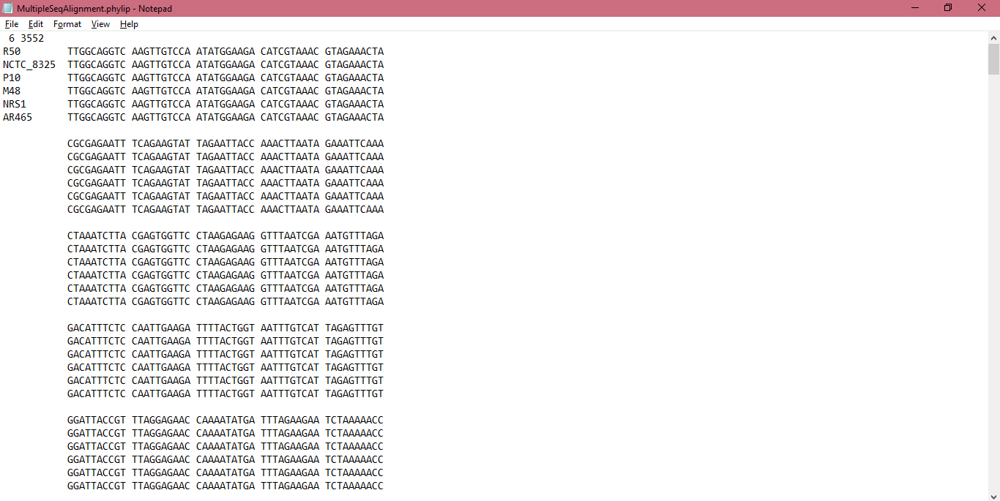 MultipleSeqAlignment.phylip - Notepad
File Edit Format View Help
6 3552
R50 TTGGCAGGTC AAGTTGTCCA ATATGGAAGA CATCGTAAAC GTAGAAACTA
NCTC_8325 TTGGCAGGTC AAGTTGTCCA ATATGGAAGA CATCGTAAAC GTAGAAACTA
P10 TTGGCAGGTC AAGTTGTCCA ATATGGAAGA CATCGTAAAC GTAGAAACTA
M48 TTGGCAGGTC AAGTTGTCCA ATATGGAAGA CATCGTAAAC GTAGAAACTA
NRS1 TTGGCAGGTC AAGTTGTCCA ATATGGAAGA CATCGTAAAC GTAGAAACTA
AR465 TTGGCAGGTC AAGTTGTCCA ATATGGAAGA CATCGTAAAC GTAGAAACTA
CGCGAGAATT TCAGAAGTAT TAGAATTACC AAACTTAATA GAAATTCAAA
CGCGAGAATT TCAGAAGTAT TAGAATTACC AAACTTAATA GAAATTCAAA
CGCGAGAATT TCAGAAGTAT TAGAATTACC AAACTTAATA GAAATTCAAA
CGCGAGAATT TCAGAAGTAT TAGAATTACC AAACTTAATA GAAATTCAAA
CGCGAGAATT TCAGAAGTAT TAGAATTACC AAACTTAATA GAAATTCAAA
CGCGAGAATT TCAGAAGTAT TAGAATTACC AAACTTAATA GAAATTCAAA
CTAAATCTTA CGAGTGGTTC CTAAGAGAAG GTTTAATCGA AATGTTTAGA
CTAAATCTTA CGAGTGGTTC CTAAGAGAAG GTTTAATCGA AATGTTTAGA
CTAAATCTTA CGAGTGGTTC CTAAGAGAAG GTTTAATCGA AATGTTTAGA
CTAAATCTTA CGAGTGGTTC CTAAGAGAAG GTTTAATCGA AATGTTTAGA
CTAAATCTTA CGAGTGGTTC CTAAGAGAAG GTTTAATCGA AATGTTTAGA
CTAAATCTTA CGAGTGGTTC CTAAGAGAAG GTTTAATCGA AATGTTTAGA
GACATTTCTC CAATTGAAGA TTTTACTGGT AATTTGTCAT TAGAGTTTGT
GACATTTCTC CAATTGAAGA TTTTACTGGT AATTTGTCAT TAGAGTTTGT
GACATTTCTC CAATTGAAGA TTTTACTGGT AATTTGTCAT TAGAGTTTGT
GACATTTCTC CAATTGAAGA TTTTACTGGT AATTTGTCAT TAGAGTTTGT
GACATTTCTC CAATTGAAGA TTTTACTGGT AATTTGTCAT TAGAGTTTGT
GACATTTCTC CAATTGAAGA TTTTACTGGT AATTTGTCAT TAGAGTTTGT
GGATTACCGT TTAGGAGAAC CAAAATATGA TTTAGAAGAA TCTAAAAACC
GGATTACCGT TTAGGAGAAC CAAAATATGA TTTAGAAGAA TCTAAAAACC
GGATTACCGT TTAGGAGAAC CAAAATATGA TTTAGAAGAA TCTAAAAACC
GGATTACCGT TTAGGAGAAC CAAAATATGA TTTAGAAGAA TCTAAAAACC
GGATTACCGT TTAGGAGAAC CAAAATATGA TTTAGAAGAA TCTAAAAACC
GGATTACCGT TTAGGAGAAC CAAAATATGA TTTAGAAGAA TCTAAAAACC